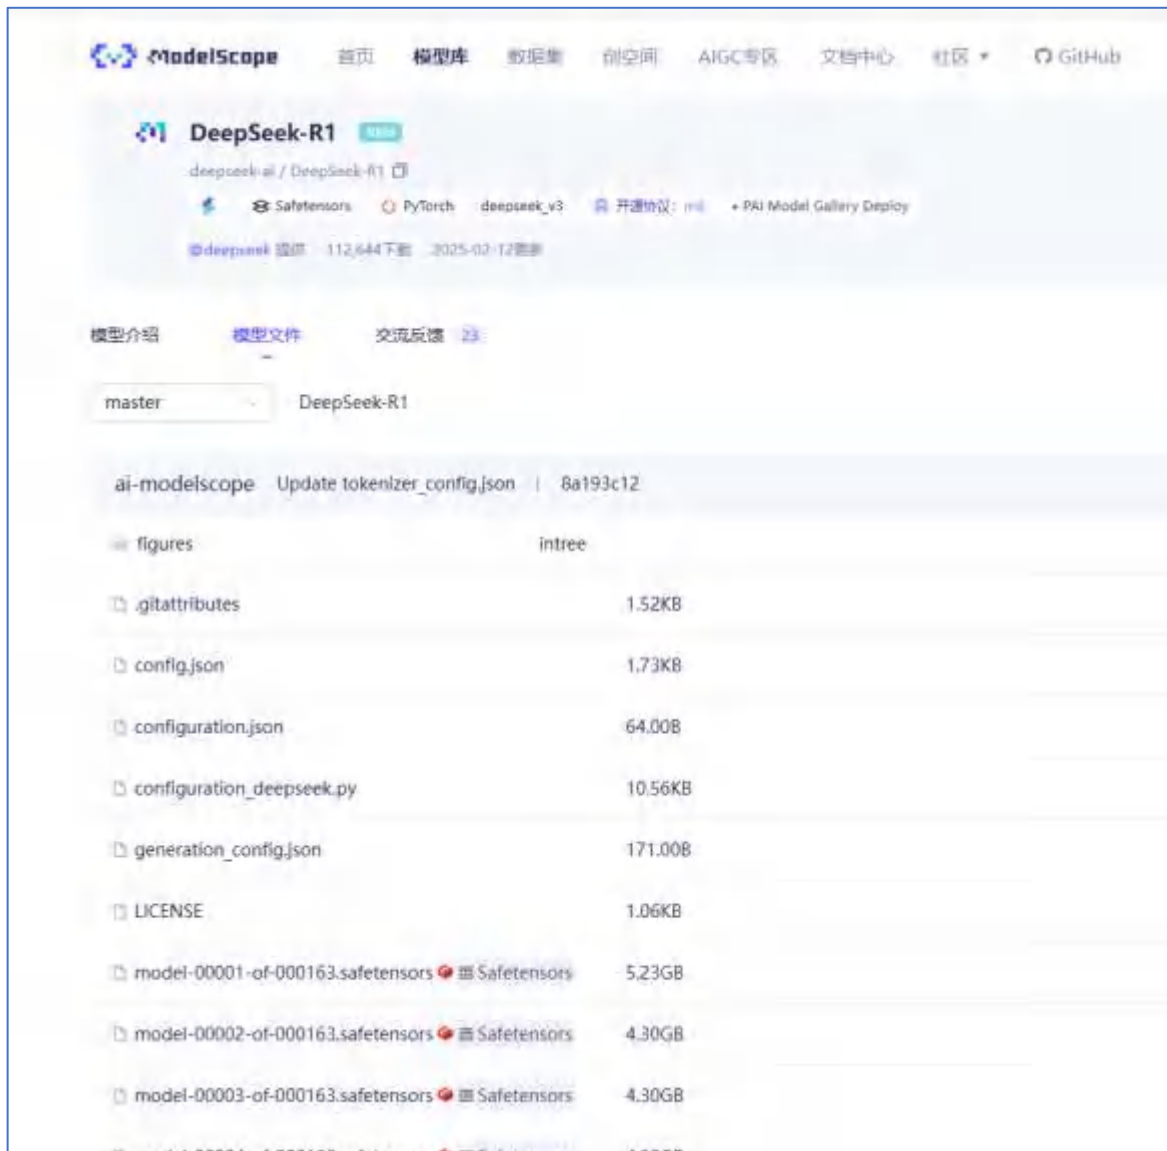 ModelScope 首页 模型库 数据集 创空间 AIGC专区 文档中心 社区 GitHub
DeepSeek-R1
deepseek-ai / DeepSeek-R1
Safetensors PyTorch deepseek_v3 开源协议: mit + PAI Model Gallery Deploy
@deepseek 提供 112,644下载 2025-02-12更新
模型介绍 模型文件 交流反馈 23
master DeepSeek-R1
ai-modelscope Update tokenizer_config.json | 8a193c12
figures intree
.gitattributes 1.52KB
config.json 1.73KB
configuration.json 64.00B
configuration_deepseek.py 10.56KB
generation_config.json 171.00B
LICENSE 1.06KB
model-00001-of-000163.safetensors Safetensors 5.23GB
model-00002-of-000163.safetensors Safetensors 4.30GB
model-00003-of-000163.safetensors Safetensors 4.30GB